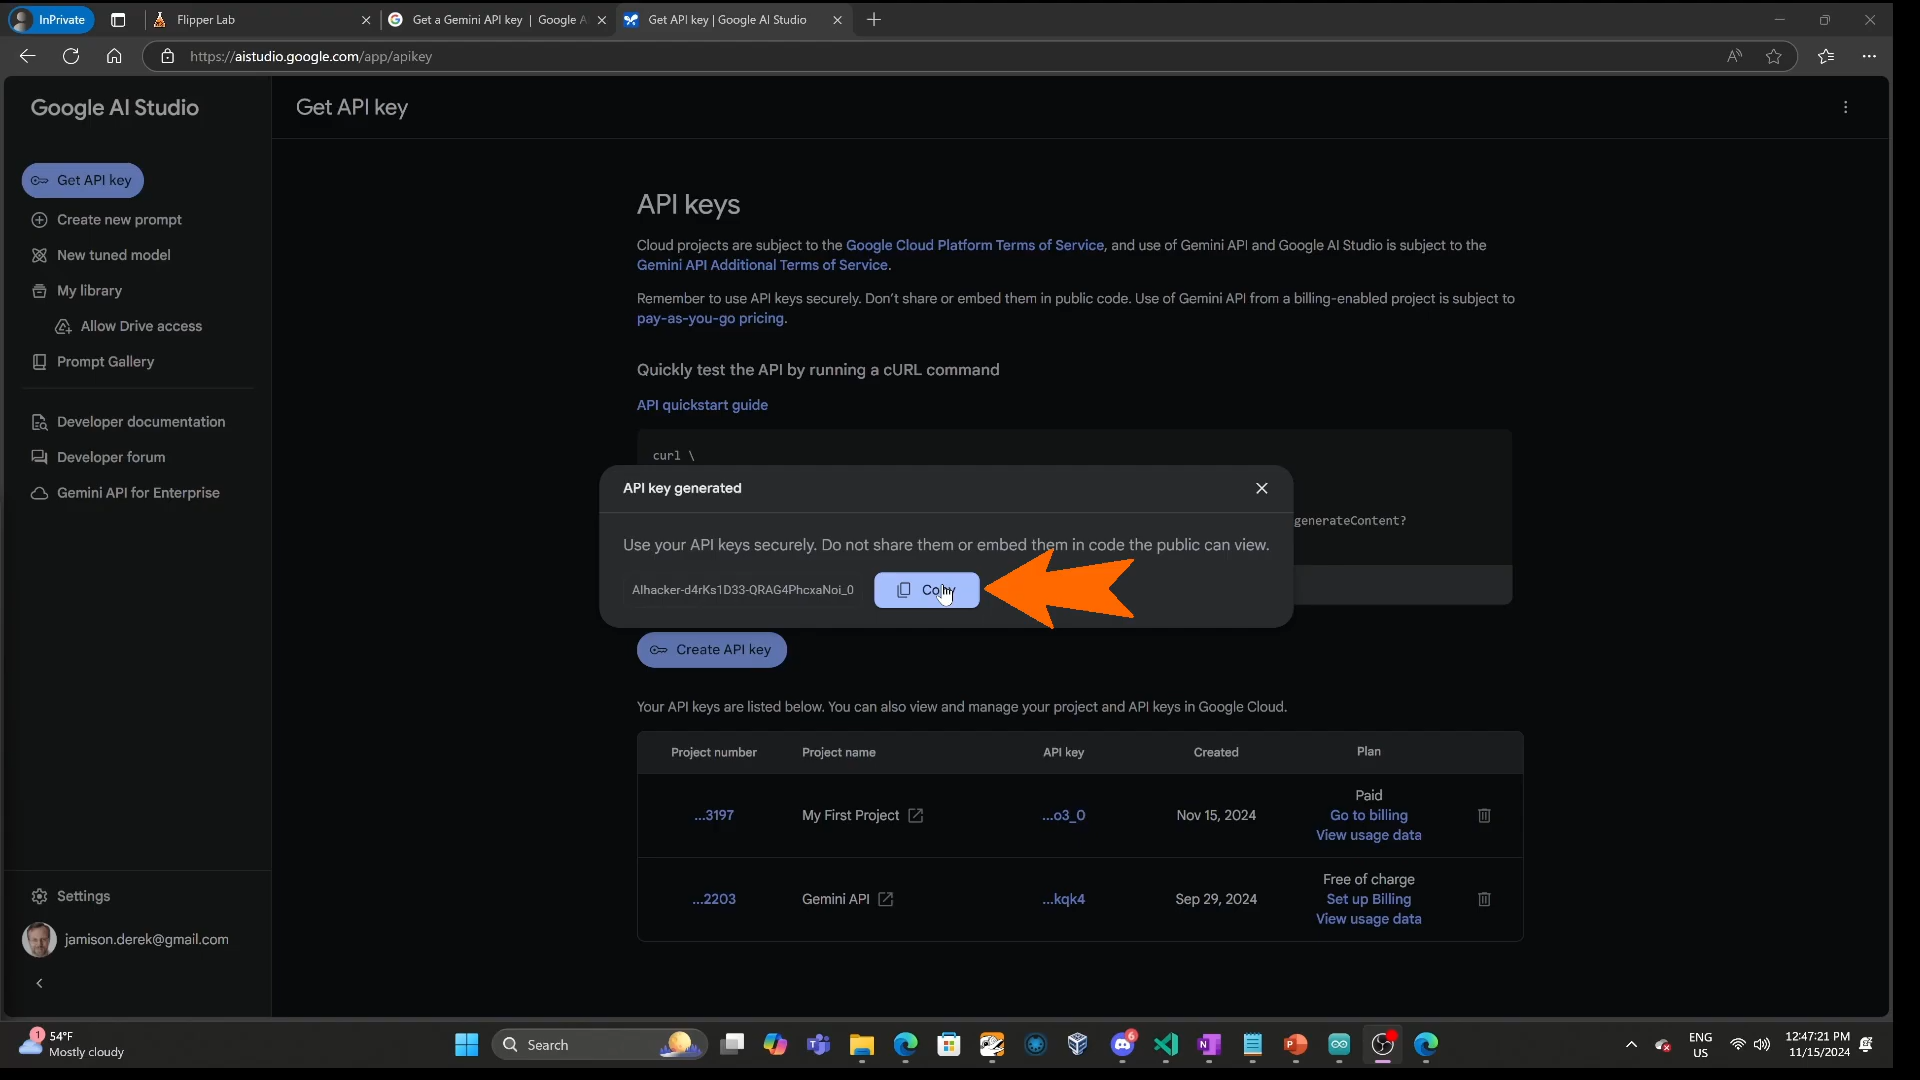 InPrivate
Flipper Lab
Get a Gemini API key | Google A
Get API key | Google AI Studio
https://aistudio.google.com/app/apikey
Google AI Studio
Get API key
Get API key
Create new prompt
New tuned model
My library
Allow Drive access
Prompt Gallery
Developer documentation
Developer forum
Gemini API for Enterprise
API keys
Cloud projects are subject to the Google Cloud Platform Terms of Service, and use of Gemini API and Google AI Studio is subject to the
Gemini API Additional Terms of Service.
Remember to use API keys securely. Don't share or embed them in public code. Use of Gemini API from a billing-enabled project is subject to
pay-as-you-go pricing.
Quickly test the API by running a cURL command
API quickstart guide
curl \
generateContent?
API key generated
Use your API keys securely. Do not share them or embed them in code the public can view.
AIhacker-d4rKs1D33-QRAG4PhcxaNoi_0
Copy
Create API key
Your API keys are listed below. You can also view and manage your project and API keys in Google Cloud.
Project number Project name API key Created Plan
...3197 My First Project ...o3_0 Nov 15, 2024 Paid
Go to billing
View usage data
...2203 Gemini API ...kqk4 Sep 29, 2024 Free of charge
Set up Billing
View usage data
Settings
jamison.derek@gmail.com
1
54°F
Mostly cloudy
Search
6
ENG
US
12:47:21 PM
11/15/2024